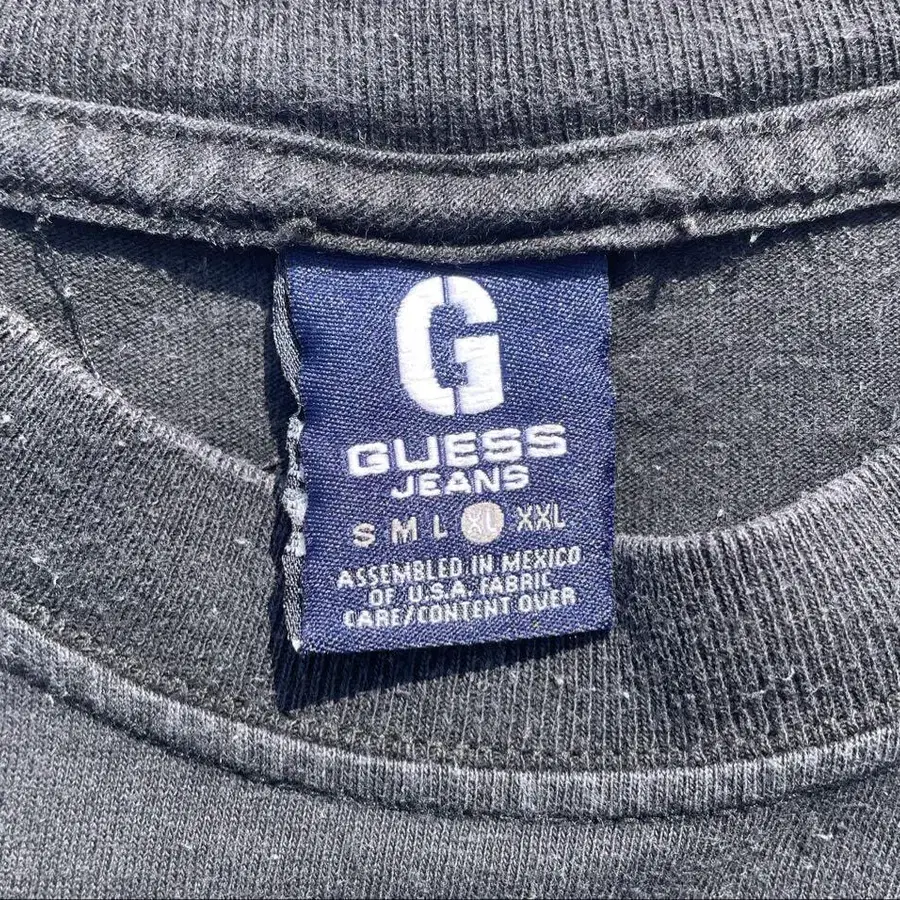 G
GUESS
JEANS
S M L XL XXL
ASSEMBLED IN MEXICO
OF U.S.A. FABRIC
CARE/CONTENT OVER